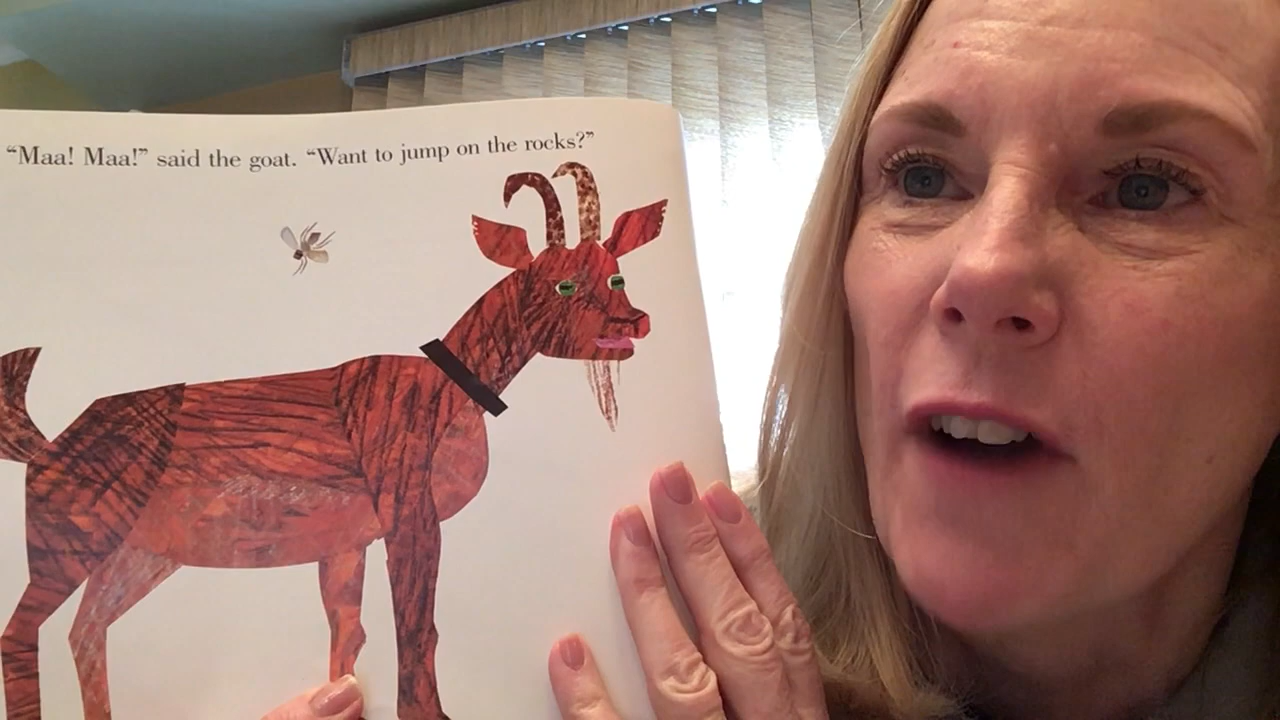 “Maa! Maa!” said the goat. “Want to jump on the rocks?”